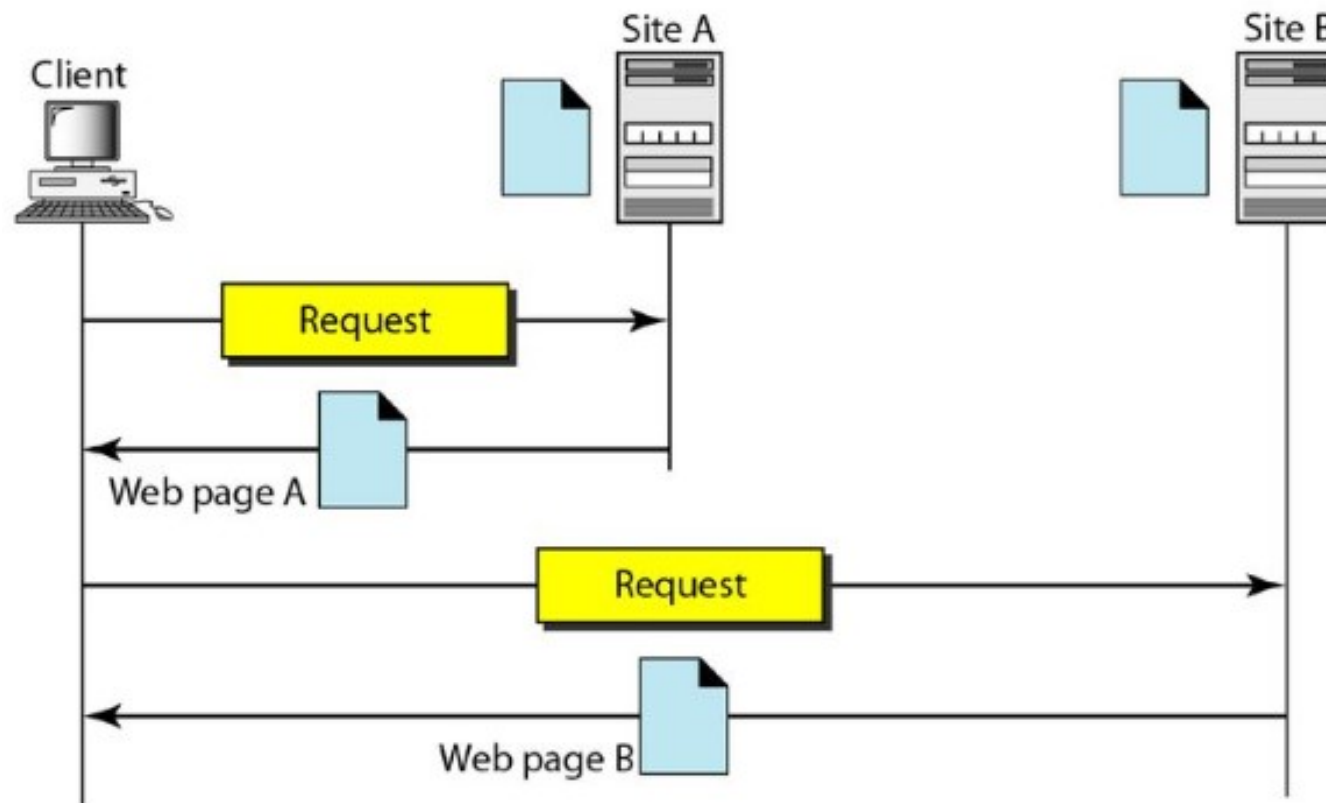 Site A
Site B
Client
Request
Web page A
Request
Web page B